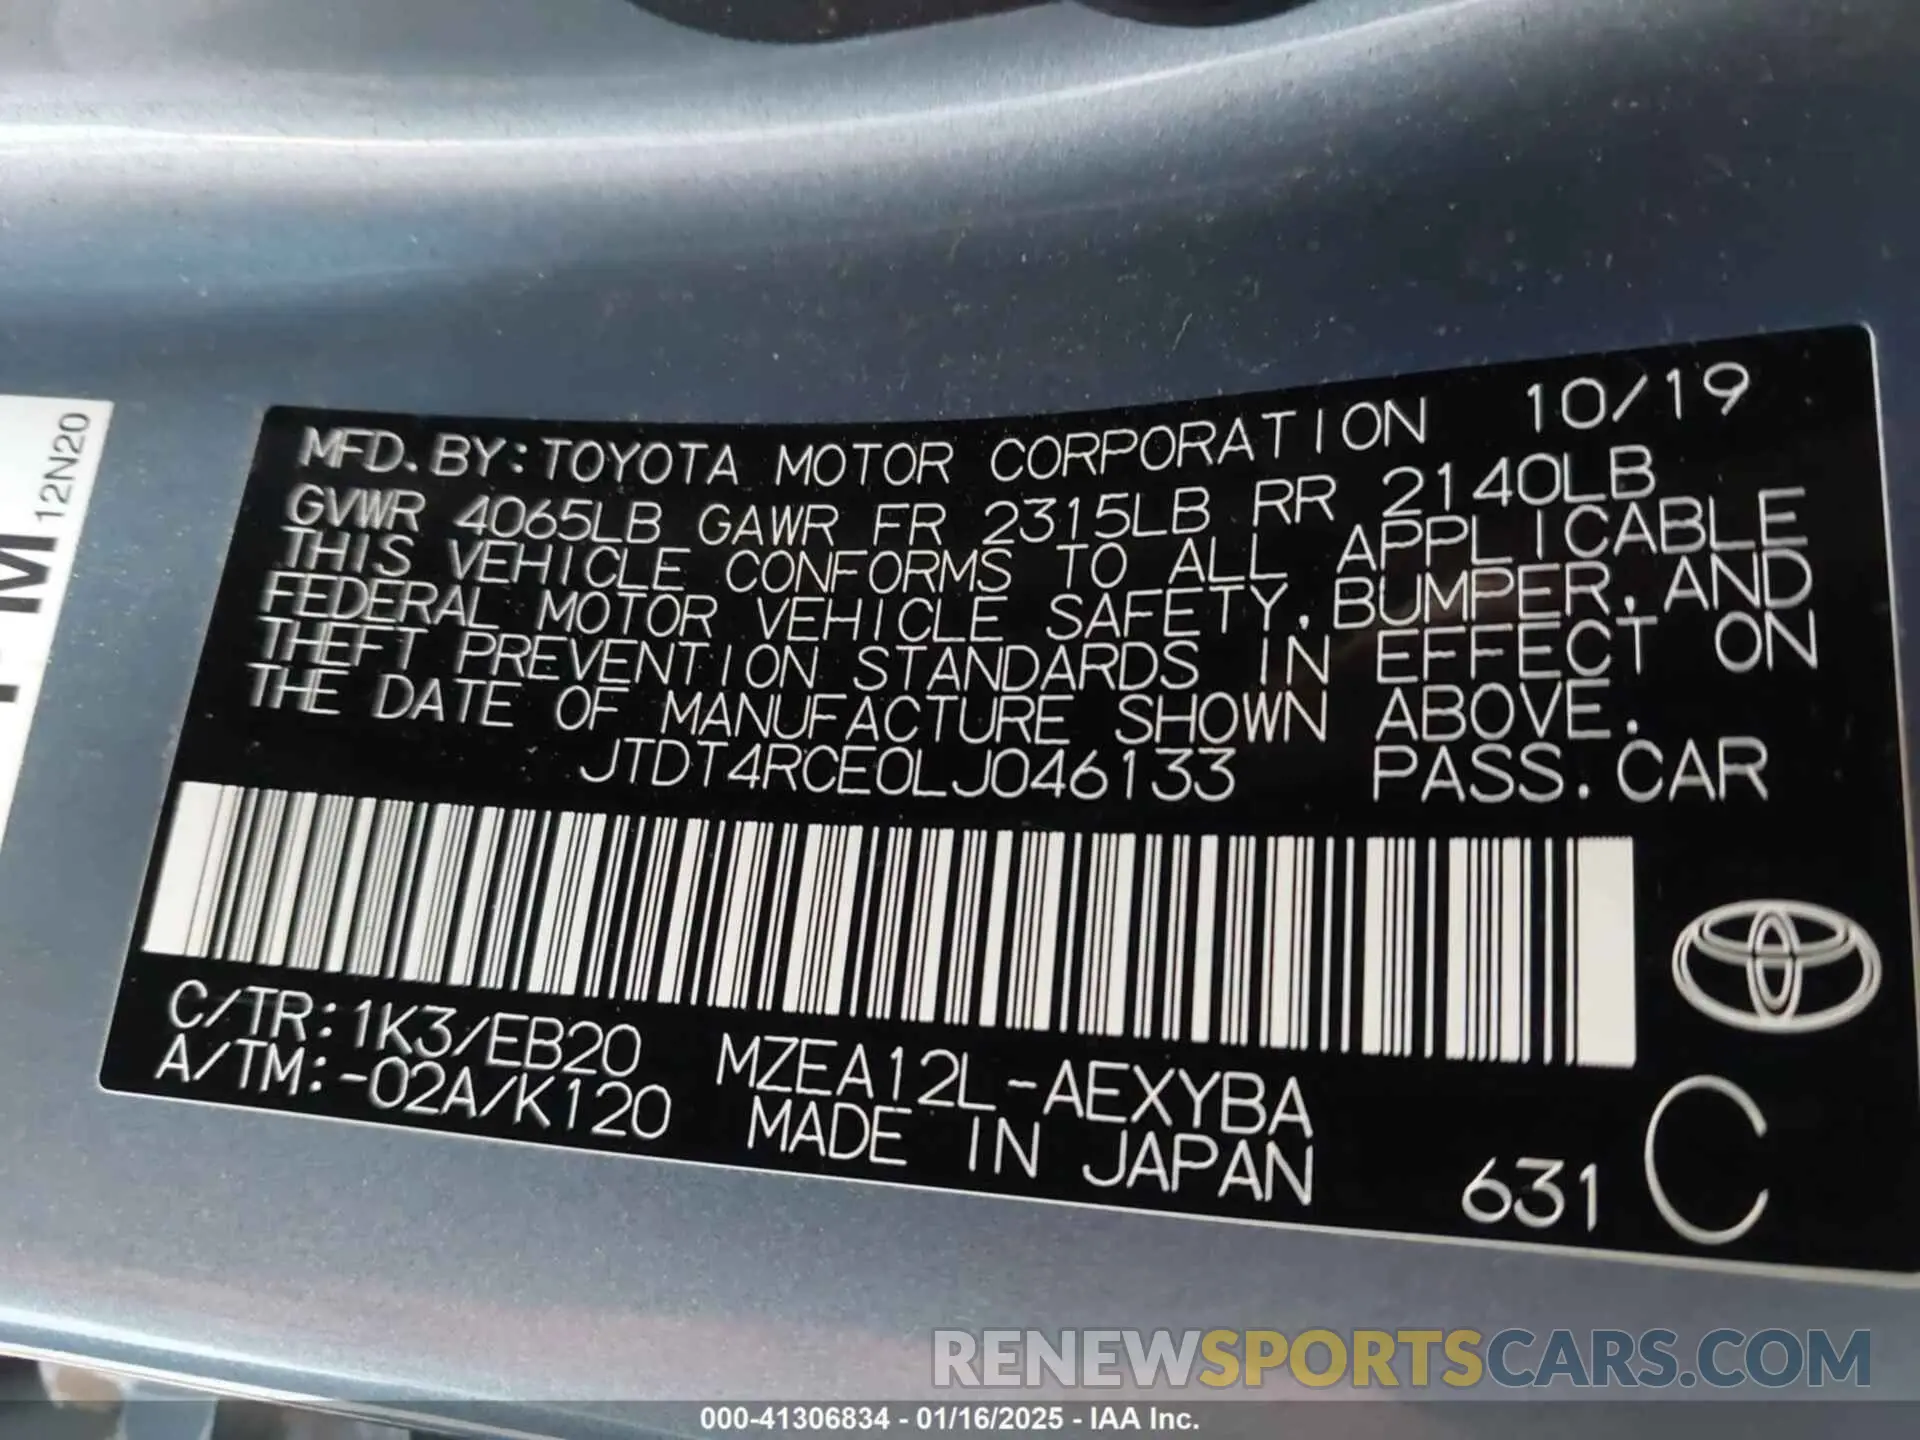 12N20
PM
MFD. BY: TOYOTA MOTOR CORPORATION 10/19
GVWR 4065LB GAWR FR 2315LB RR 2140LB
THIS VEHICLE CONFORMS TO ALL APPLICABLE
FEDERAL MOTOR VEHICLE SAFETY, BUMPER, AND
THEFT PREVENTION STANDARDS IN EFFECT ON
THE DATE OF MANUFACTURE SHOWN ABOVE.
JTDT4RCE0LJ046133 PASS. CAR
C/TR: 1K3/EB20 MZEA12L-AEXYBA
A/TM: -02A/K120 MADE IN JAPAN
631 C
RENEWSPORTSCARS.COM
000-41306834 - 01/16/2025 - IAA Inc.